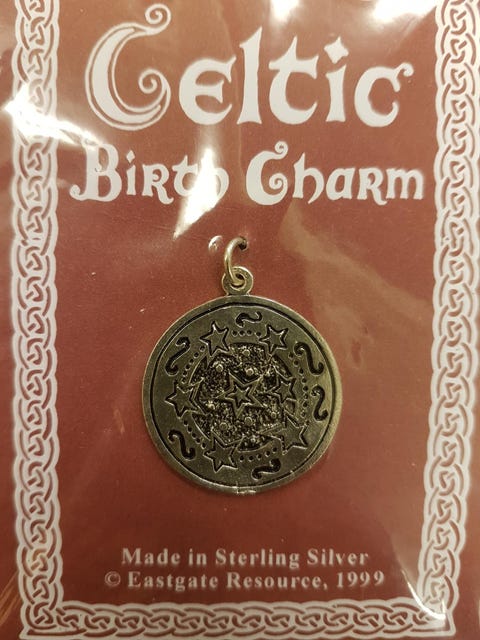 Celtic
Birth Charm
Made in Sterling Silver
© Eastgate Resource, 1999